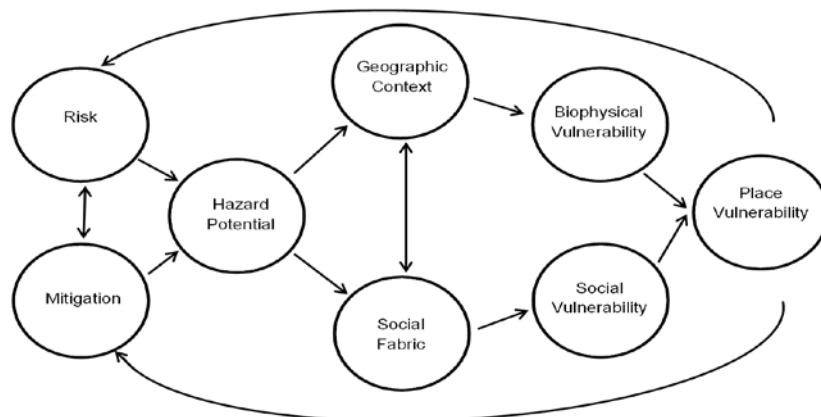 Risk
Mitigation
Hazard
Potential
Geographic
Context
Social
Fabric
Biophysical
Vulnerability
Social
Vulnerability
Place
Vulnerability